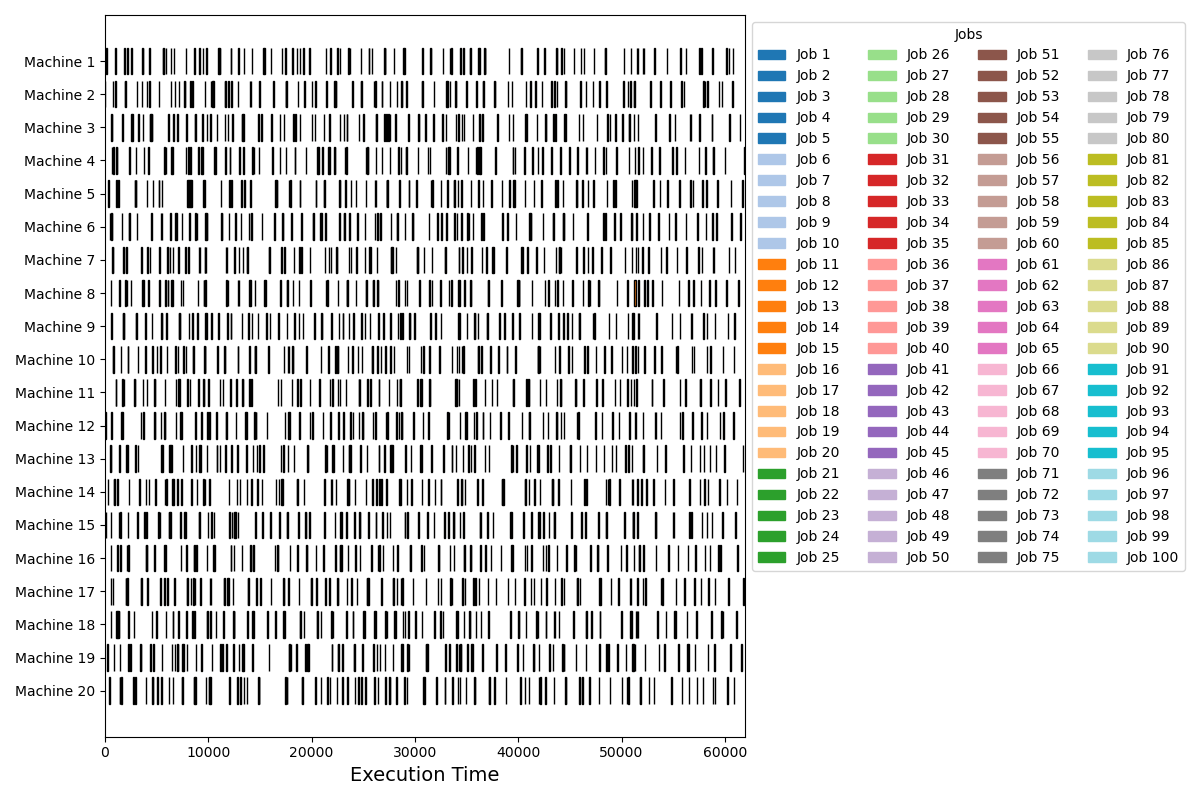 Jobs
Machine 1
Machine 2
Machine 3
Machine 4
Machine 5
Machine 6
Machine 7
Machine 8
Machine 9
Machine 10
Machine 11
Machine 12
Machine 13
Machine 14
Machine 15
Machine 16
Machine 17
Machine 18
Machine 19
Machine 20
0 10000 20000 30000 40000 50000 60000
Execution Time
Job 1 Job 26 Job 51 Job 76
Job 2 Job 27 Job 52 Job 77
Job 3 Job 28 Job 53 Job 78
Job 4 Job 29 Job 54 Job 79
Job 5 Job 30 Job 55 Job 80
Job 6 Job 31 Job 56 Job 81
Job 7 Job 32 Job 57 Job 82
Job 8 Job 33 Job 58 Job 83
Job 9 Job 34 Job 59 Job 84
Job 10 Job 35 Job 60 Job 85
Job 11 Job 36 Job 61 Job 86
Job 12 Job 37 Job 62 Job 87
Job 13 Job 38 Job 63 Job 88
Job 14 Job 39 Job 64 Job 89
Job 15 Job 40 Job 65 Job 90
Job 16 Job 41 Job 66 Job 91
Job 17 Job 42 Job 67 Job 92
Job 18 Job 43 Job 68 Job 93
Job 19 Job 44 Job 69 Job 94
Job 20 Job 45 Job 70 Job 95
Job 21 Job 46 Job 71 Job 96
Job 22 Job 47 Job 72 Job 97
Job 23 Job 48 Job 73 Job 98
Job 24 Job 49 Job 74 Job 99
Job 25 Job 50 Job 75 Job 100